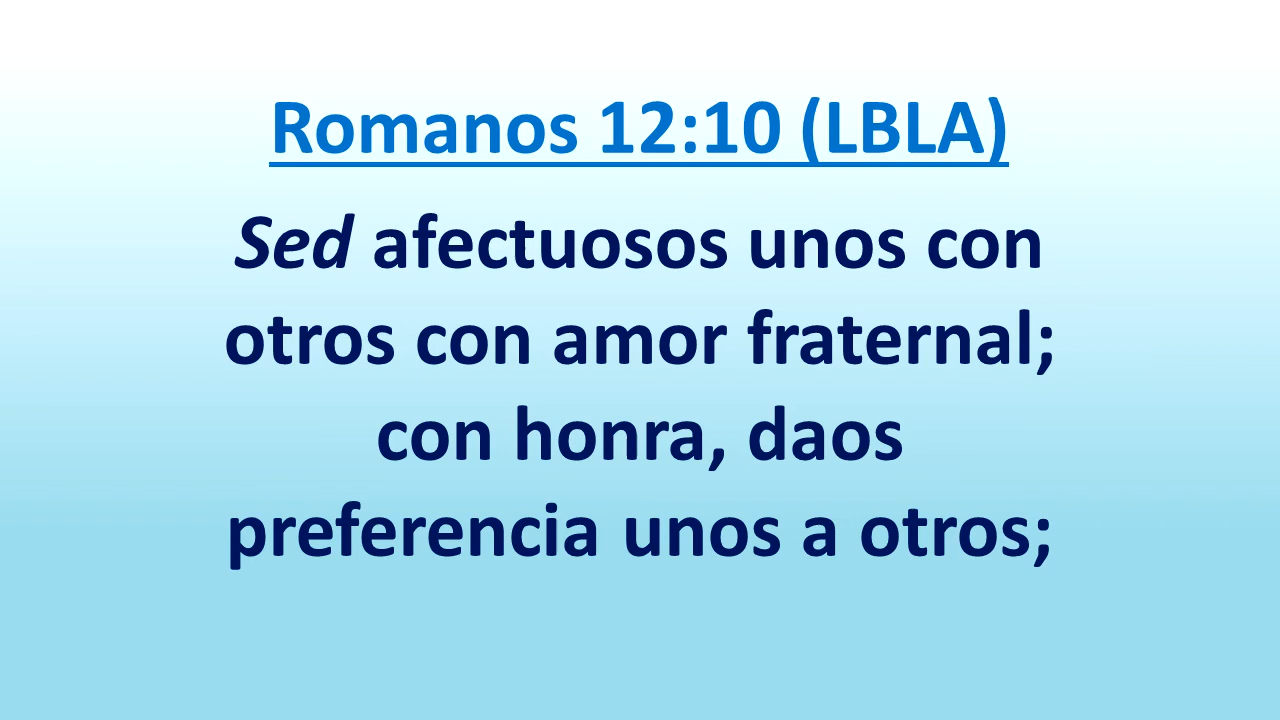 Romanos 12:10 (LBLA)
Sed afectuosos unos con
otros con amor fraternal;
con honra, daos
preferencia unos a otros;